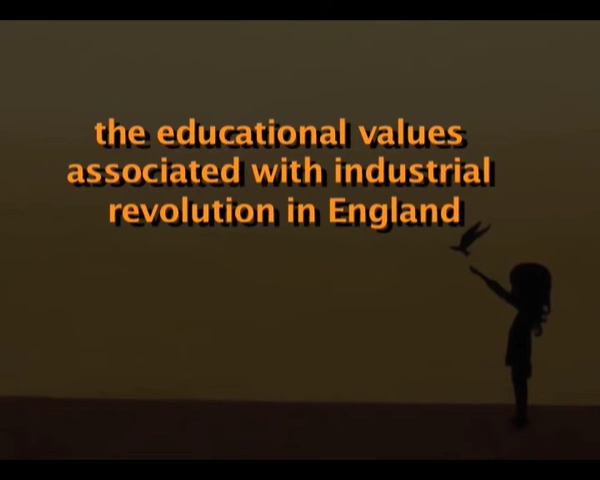 the educational values
associated with industrial
revolution in England